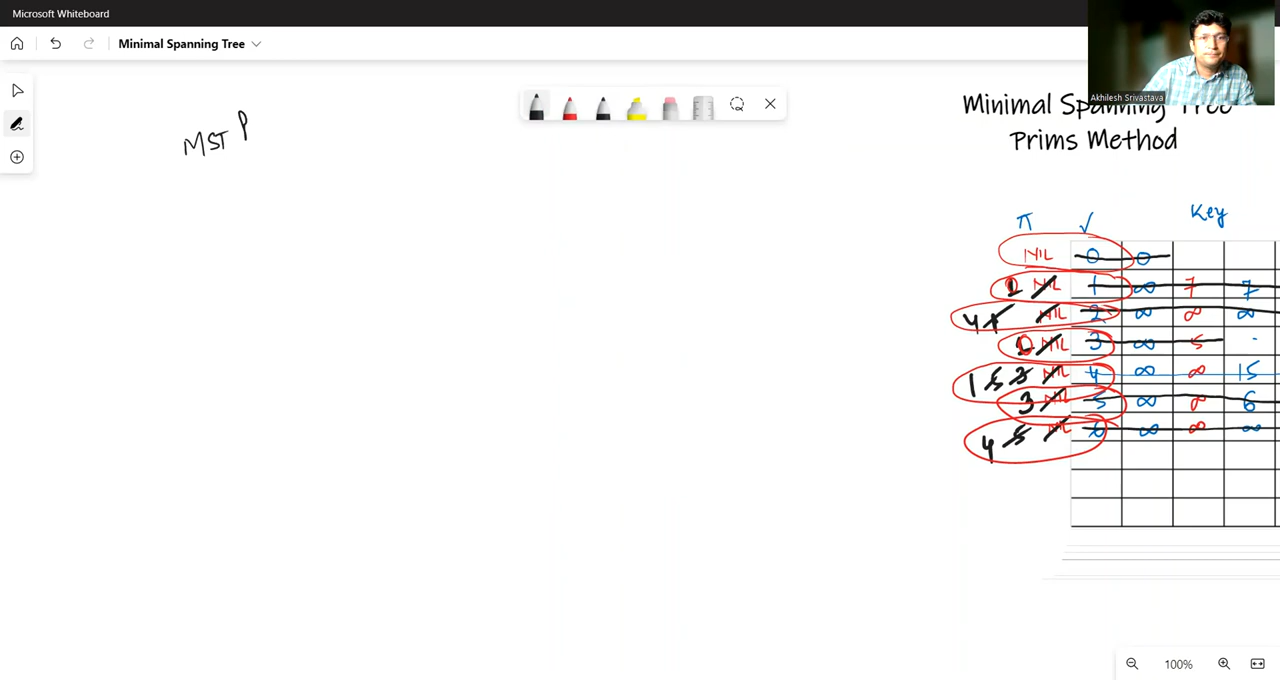 Microsoft Whiteboard
Minimal Spanning Tree
Akhilesh Srivastava
MST P
Minimal Spanning Tree
Prims Method
π √ Key
NIL 0 0
NIL 1 ∞ 7 7
4 1 NIL 2 ∞ ∞ ∞
NIL 3 ∞ 5 -
1 5 3 NIL 4 ∞ ∞ 15
3 NIL 5 ∞ ∞ 6
4 5 NIL 6 ∞ ∞ ∞
100%